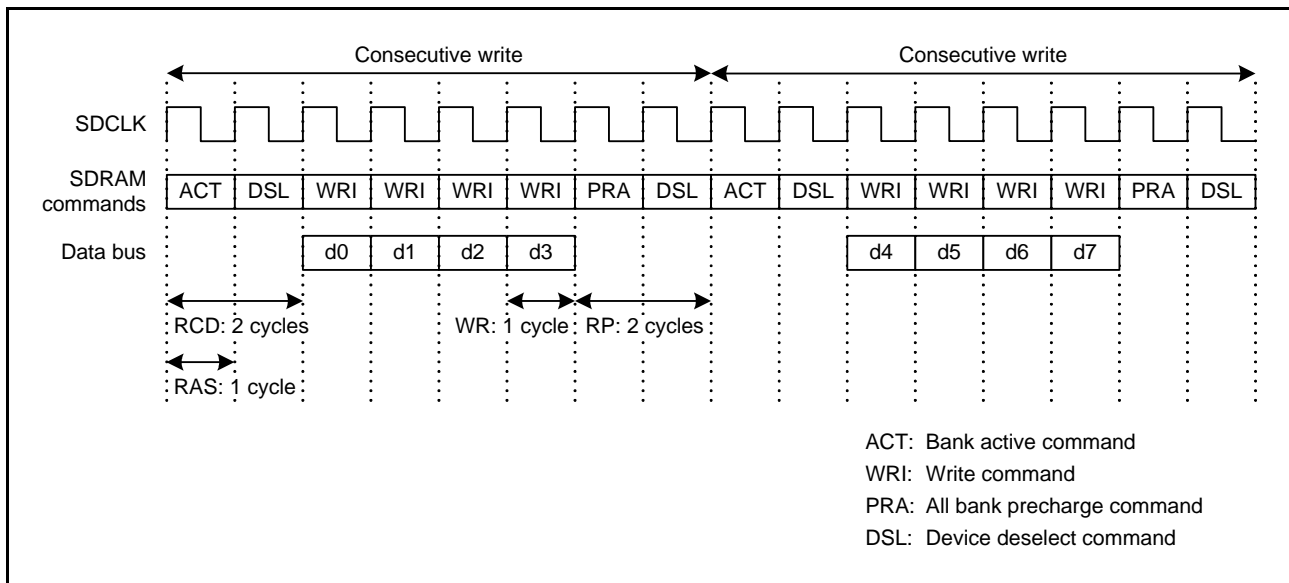 Consecutive write Consecutive write
SDCLK
SDRAM
commands
ACT DSL WRI WRI WRI WRI PRA DSL ACT DSL WRI WRI WRI WRI PRA DSL
Data bus d0 d1 d2 d3 d4 d5 d6 d7
RCD: 2 cycles WR: 1 cycle RP: 2 cycles
RAS: 1 cycle
ACT: Bank active command
WRI: Write command
PRA: All bank precharge command
DSL: Device deselect command